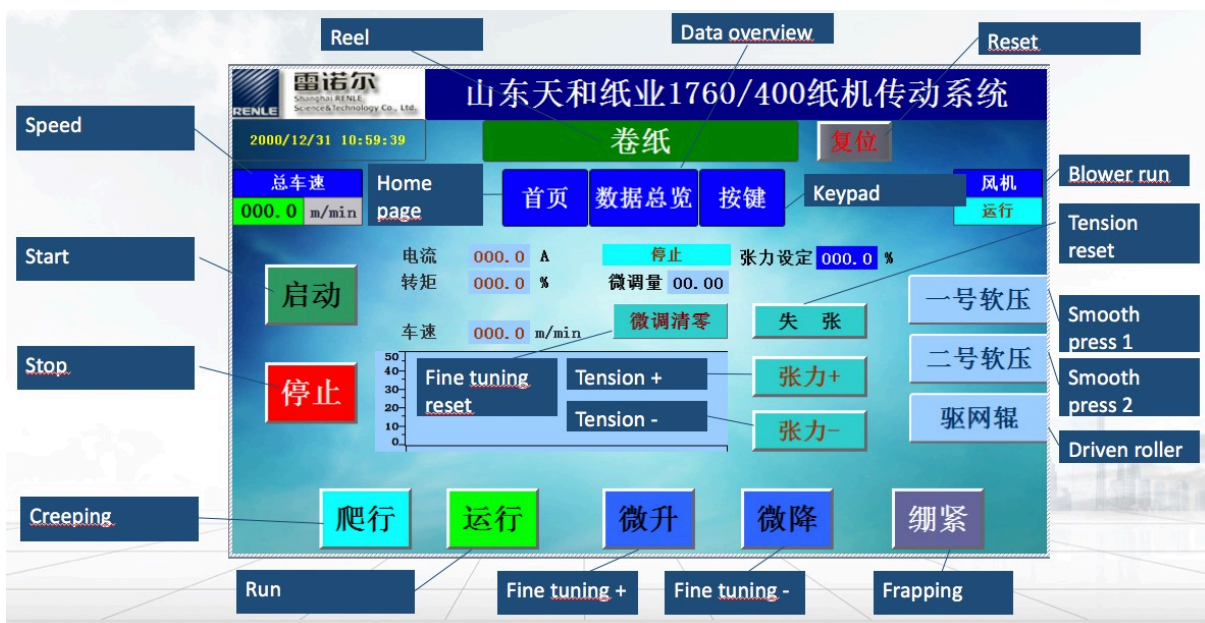 Reel
Data overview
Reset
RENLE
雷诺尔
Shanghai RENLE
Science&Technology Co., Ltd.
山东天和纸业1760/400纸机传动系统
Speed
2000/12/31 10:59:39
卷纸
复位
总车速
000.0 m/min
Home
page
首页
数据总览
按键
Keypad
风机
运行
Blower run
Tension
reset
Start
启动
电流 000.0 A
停止
张力设定 000.0 %
转矩 000.0 %
微调量 00.00
一号软压
Smooth
press 1
车速 000.0 m/min
微调清零
失 张
Stop
停止
50
40
30
20
10
0
Fine tuning
reset
Tension +
张力+
二号软压
Smooth
press 2
Tension -
张力-
驱网辊
Driven roller
Creeping
爬行
运行
微升
微降
绷紧
Run
Fine tuning +
Fine tuning -
Frapping